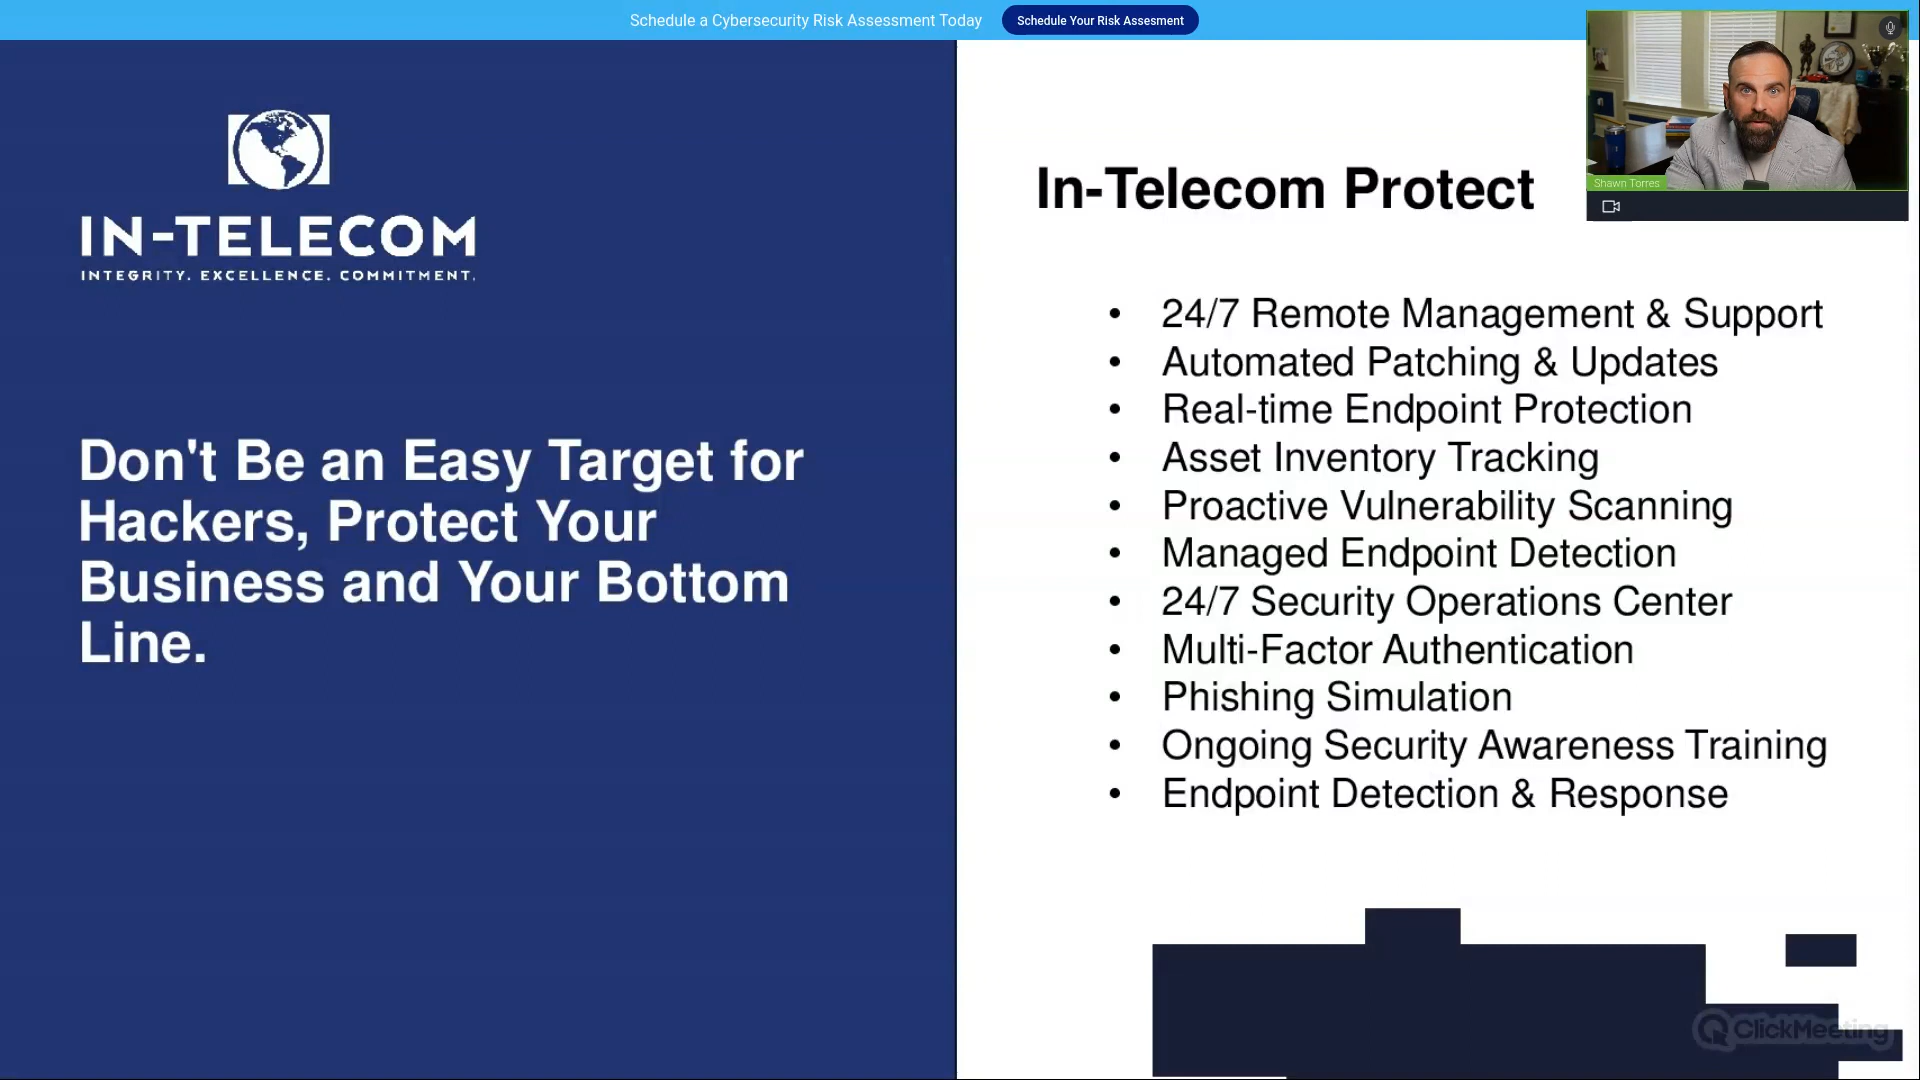 Schedule a Cybersecurity Risk Assessment Today
Schedule Your Risk Assesment
Shawn Torres
IN-TELECOM
INTEGRITY. EXCELLENCE. COMMITMENT.
Don't Be an Easy Target for
Hackers, Protect Your
Business and Your Bottom
Line.
In-Telecom Protect
• 24/7 Remote Management & Support
• Automated Patching & Updates
• Real-time Endpoint Protection
• Asset Inventory Tracking
• Proactive Vulnerability Scanning
• Managed Endpoint Detection
• 24/7 Security Operations Center
• Multi-Factor Authentication
• Phishing Simulation
• Ongoing Security Awareness Training
• Endpoint Detection & Response
ClickMeeting